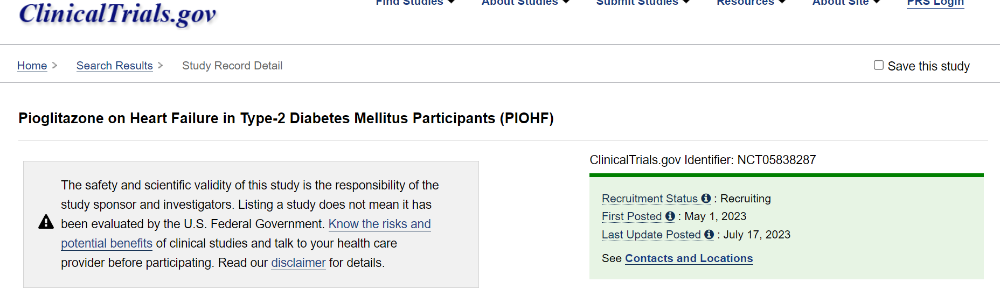 ClinicalTrials.gov
Find Studies About Studies Submit Studies Resources About Site PRS Login
Home > Search Results > Study Record Detail
Save this study
Pioglitazone on Heart Failure in Type-2 Diabetes Mellitus Participants (PIOHF)
The safety and scientific validity of this study is the responsibility of the
study sponsor and investigators. Listing a study does not mean it has
been evaluated by the U.S. Federal Government. Know the risks and
potential benefits of clinical studies and talk to your health care
provider before participating. Read our disclaimer for details.
ClinicalTrials.gov Identifier: NCT05838287
Recruitment Status : Recruiting
First Posted : May 1, 2023
Last Update Posted : July 17, 2023
See Contacts and Locations